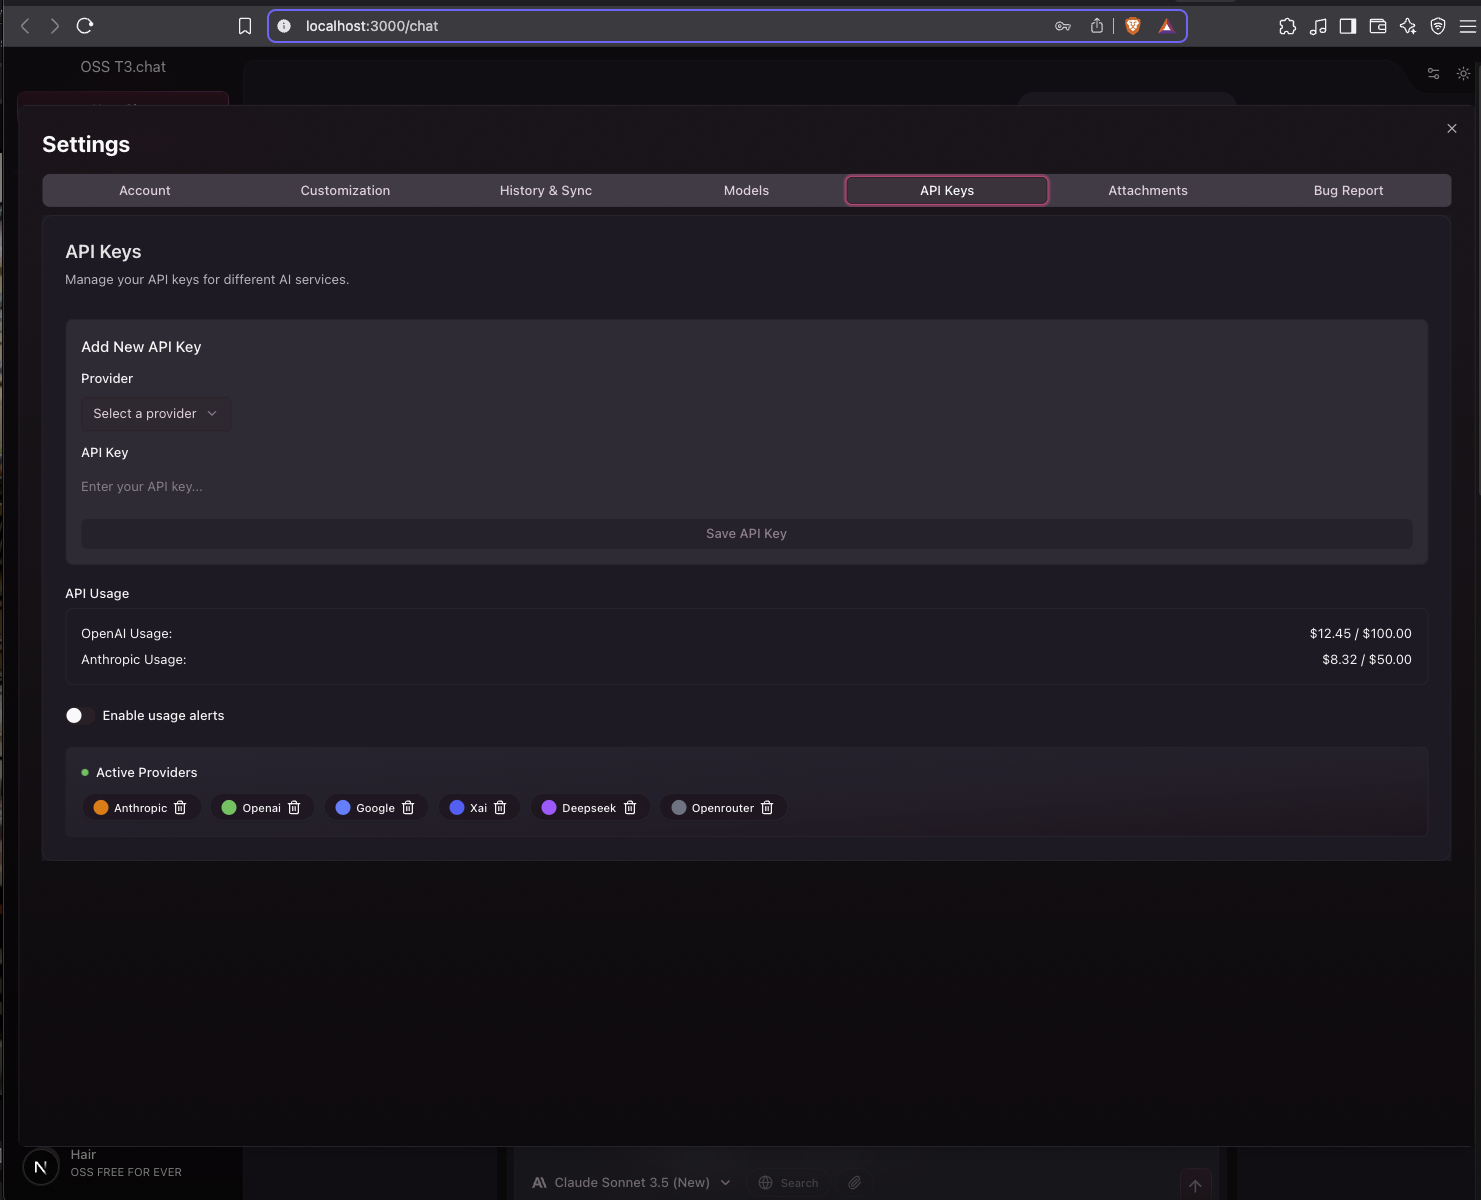 localhost:3000/chat
OSS T3.chat
Settings
Account
Customization
History & Sync
Models
API Keys
Attachments
Bug Report
API Keys
Manage your API keys for different AI services.
Add New API Key
Provider
Select a provider
API Key
Enter your API key...
Save API Key
API Usage
OpenAI Usage: $12.45 / $100.00
Anthropic Usage: $8.32 / $50.00
Enable usage alerts
Active Providers
Anthropic
Openai
Google
Xai
Deepseek
Openrouter
N
Hair
OSS FREE FOR EVER
Claude Sonnet 3.5 (New)
Search